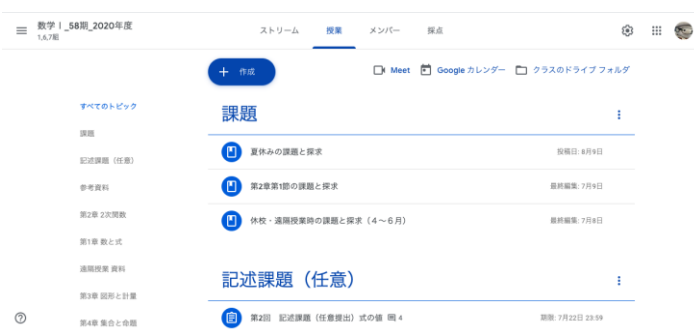 数学Ⅰ_58期_2020年度
1,6,7組
ストリーム 授業 メンバー 採点
+ 作成
Meet Google カレンダー クラスのドライブ フォルダ
すべてのトピック
課題
記述課題（任意）
参考資料
第2章 2次関数
第1章 数と式
遠隔授業 資料
第3章 図形と計量
第4章 集合と命題
課題
夏休みの課題と探求 投稿日: 8月9日
第2章第1節の課題と探求 最終編集: 7月9日
休校・遠隔授業時の課題と探求（４〜６月） 最終編集: 7月8日
記述課題（任意）
第2回 記述課題（任意提出）式の値 4 期限: 7月22日 23:59